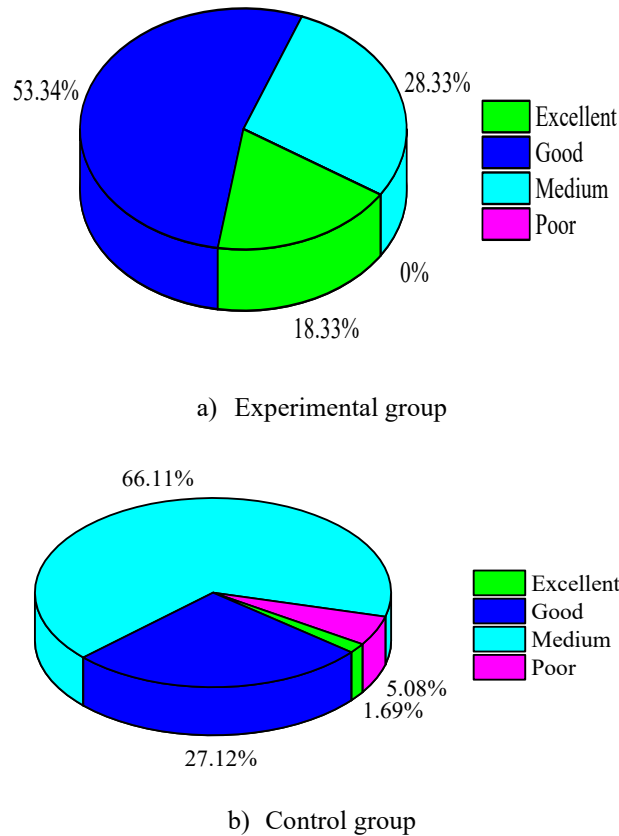 53.34%
28.33%
Excellent
Good
Medium
Poor
0%
18.33%
a) Experimental group
66.11%
Excellent
Good
Medium
Poor
5.08%
1.69%
27.12%
b) Control group